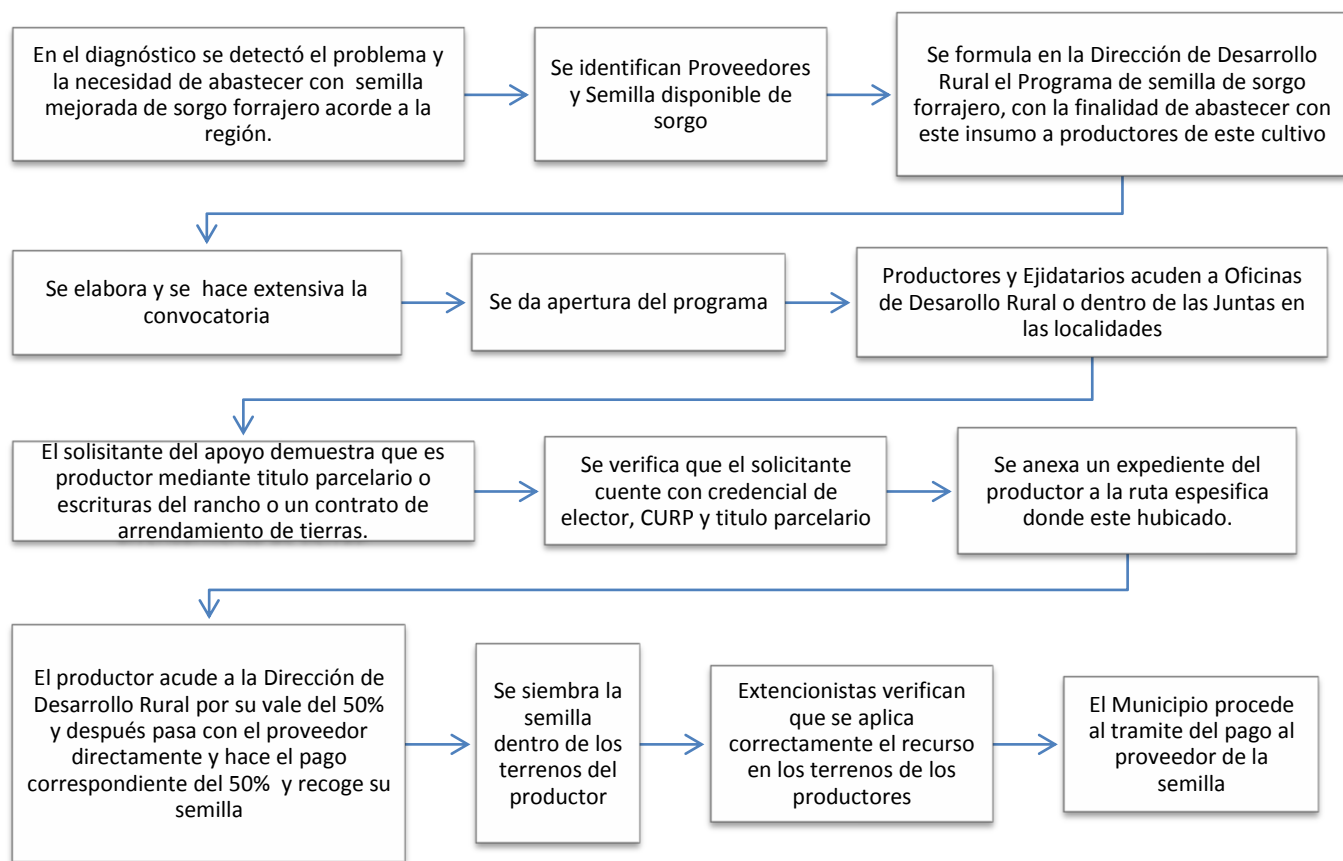 En el diagnóstico se detectó el problema y
la necesidad de abastecer con semilla
mejorada de sorgo forrajero acorde a la
región.
Se identifican Proveedores
y Semilla disponible de
sorgo
Se formula en la Dirección de Desarrollo
Rural el Programa de semilla de sorgo
forrajero, con la finalidad de abastecer con
este insumo a productores de este cultivo
Se elabora y se hace extensiva la
convocatoria
Se da apertura del programa
Productores y Ejidatarios acuden a Oficinas
de Desarollo Rural o dentro de las Juntas en
las localidades
El solisitante del apoyo demuestra que es
productor mediante titulo parcelario o
escrituras del rancho o un contrato de
arrendamiento de tierras.
Se verifica que el solicitante
cuente con credencial de
elector, CURP y titulo parcelario
Se anexa un expediente del
productor a la ruta espesifica
donde este hubicado.
El productor acude a la Dirección de
Desarrollo Rural por su vale del 50%
y después pasa con el proveedor
directamente y hace el pago
correspondiente del 50% y recoge su
semilla
Se siembra la
semilla
dentro de los
terrenos del
productor
Extencionistas verifican
que se aplica
correctamente el recurso
en los terrenos de los
productores
El Municipio procede
al tramite del pago al
proveedor de la
semilla